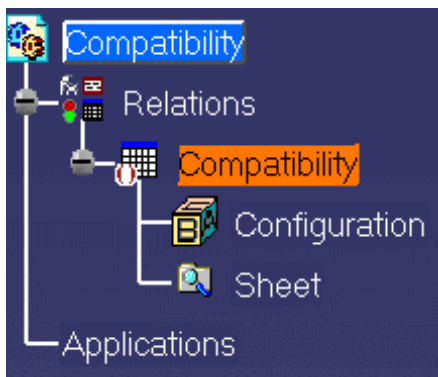 Compatibility
Relations
Compatibility
Configuration
Sheet
Applications